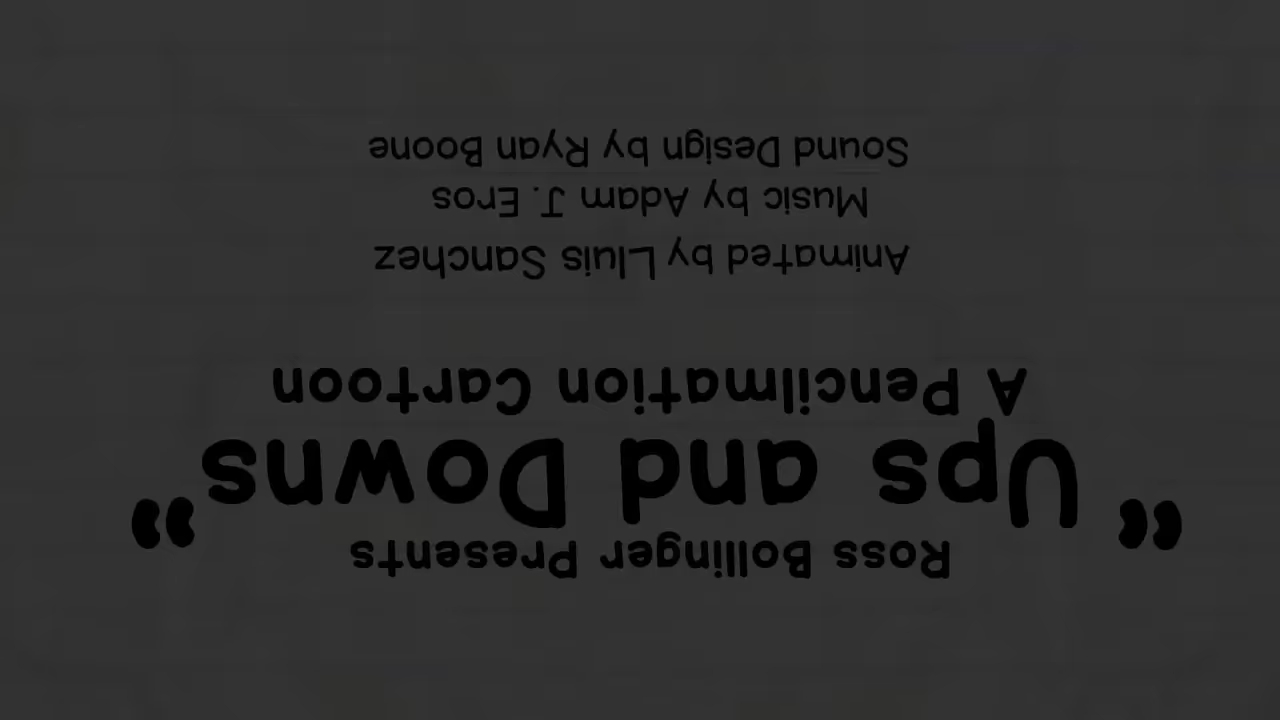 Ross Bollinger Presents
“Ups and Downs”
A Pencilmation Cartoon
Animated by Lluis Sanchez
Music by Adam J. Eros
Sound Design by Ryan Boone